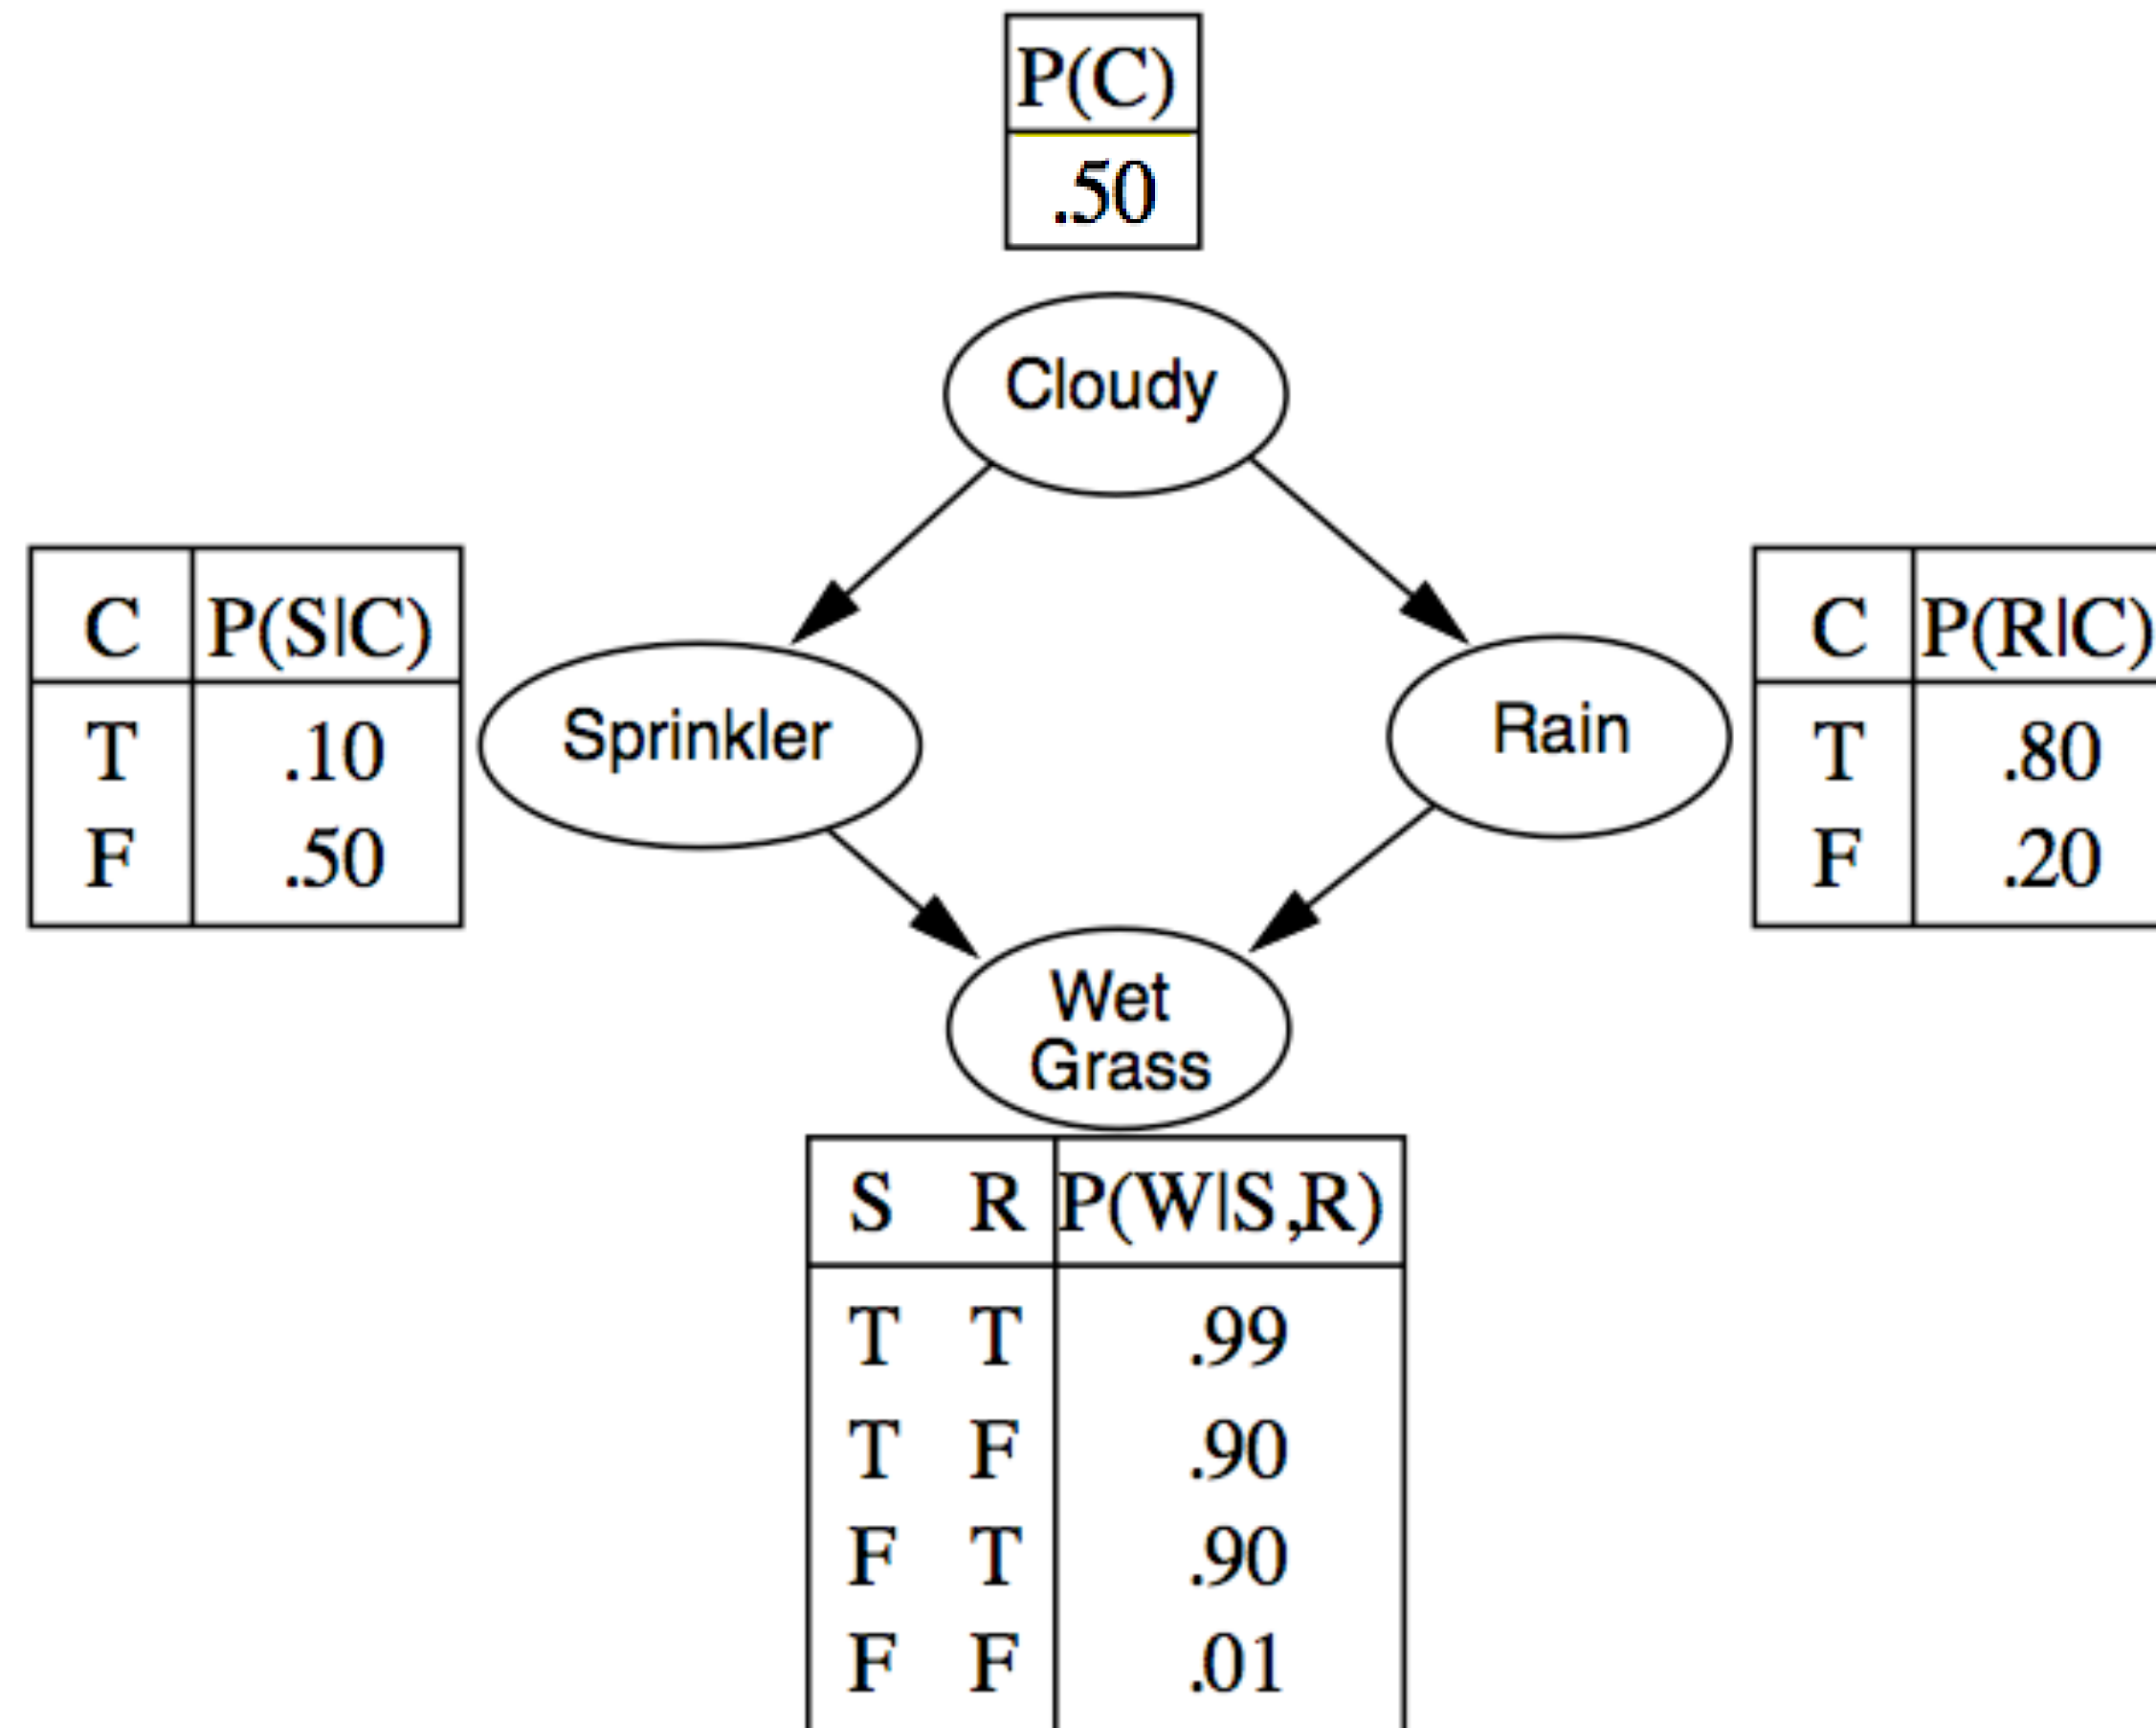 P(C)
.50
Cloudy
C P(S|C)
T .10
F .50
Sprinkler
Rain
C P(R|C)
T .80
F .20
Wet
Grass
S R P(W|S,R)
T T .99
T F .90
F T .90
F F .01